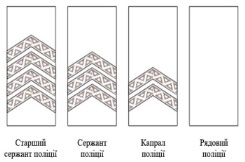 Старший
сержант поліції
Сержант
поліції
Капрал
поліції
Рядовий
поліції